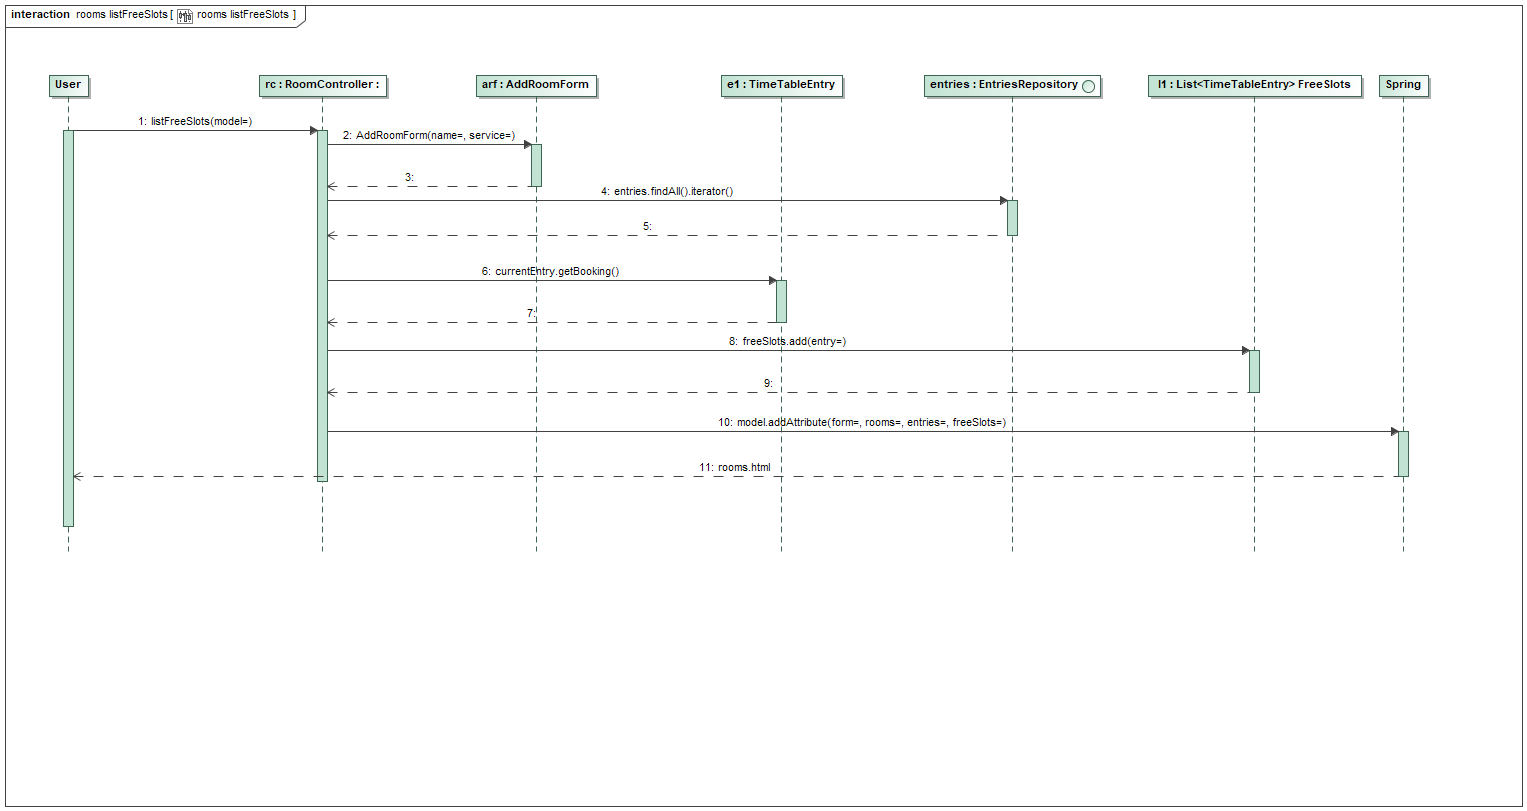 interaction rooms listFreeSlots [ rooms listFreeSlots ]
User
rc : RoomController :
arf : AddRoomForm
e1 : TimeTableEntry
entries : EntriesRepository
l1 : List<TimeTableEntry> FreeSlots
Spring
1: listFreeSlots(model=)
2: AddRoomForm(name=, service=)
3:
4: entries.findAll().iterator()
5:
6: currentEntry.getBooking()
7:
8: freeSlots.add(entry=)
9:
10: model.addAttribute(form=, rooms=, entries=, freeSlots=)
11: rooms.html